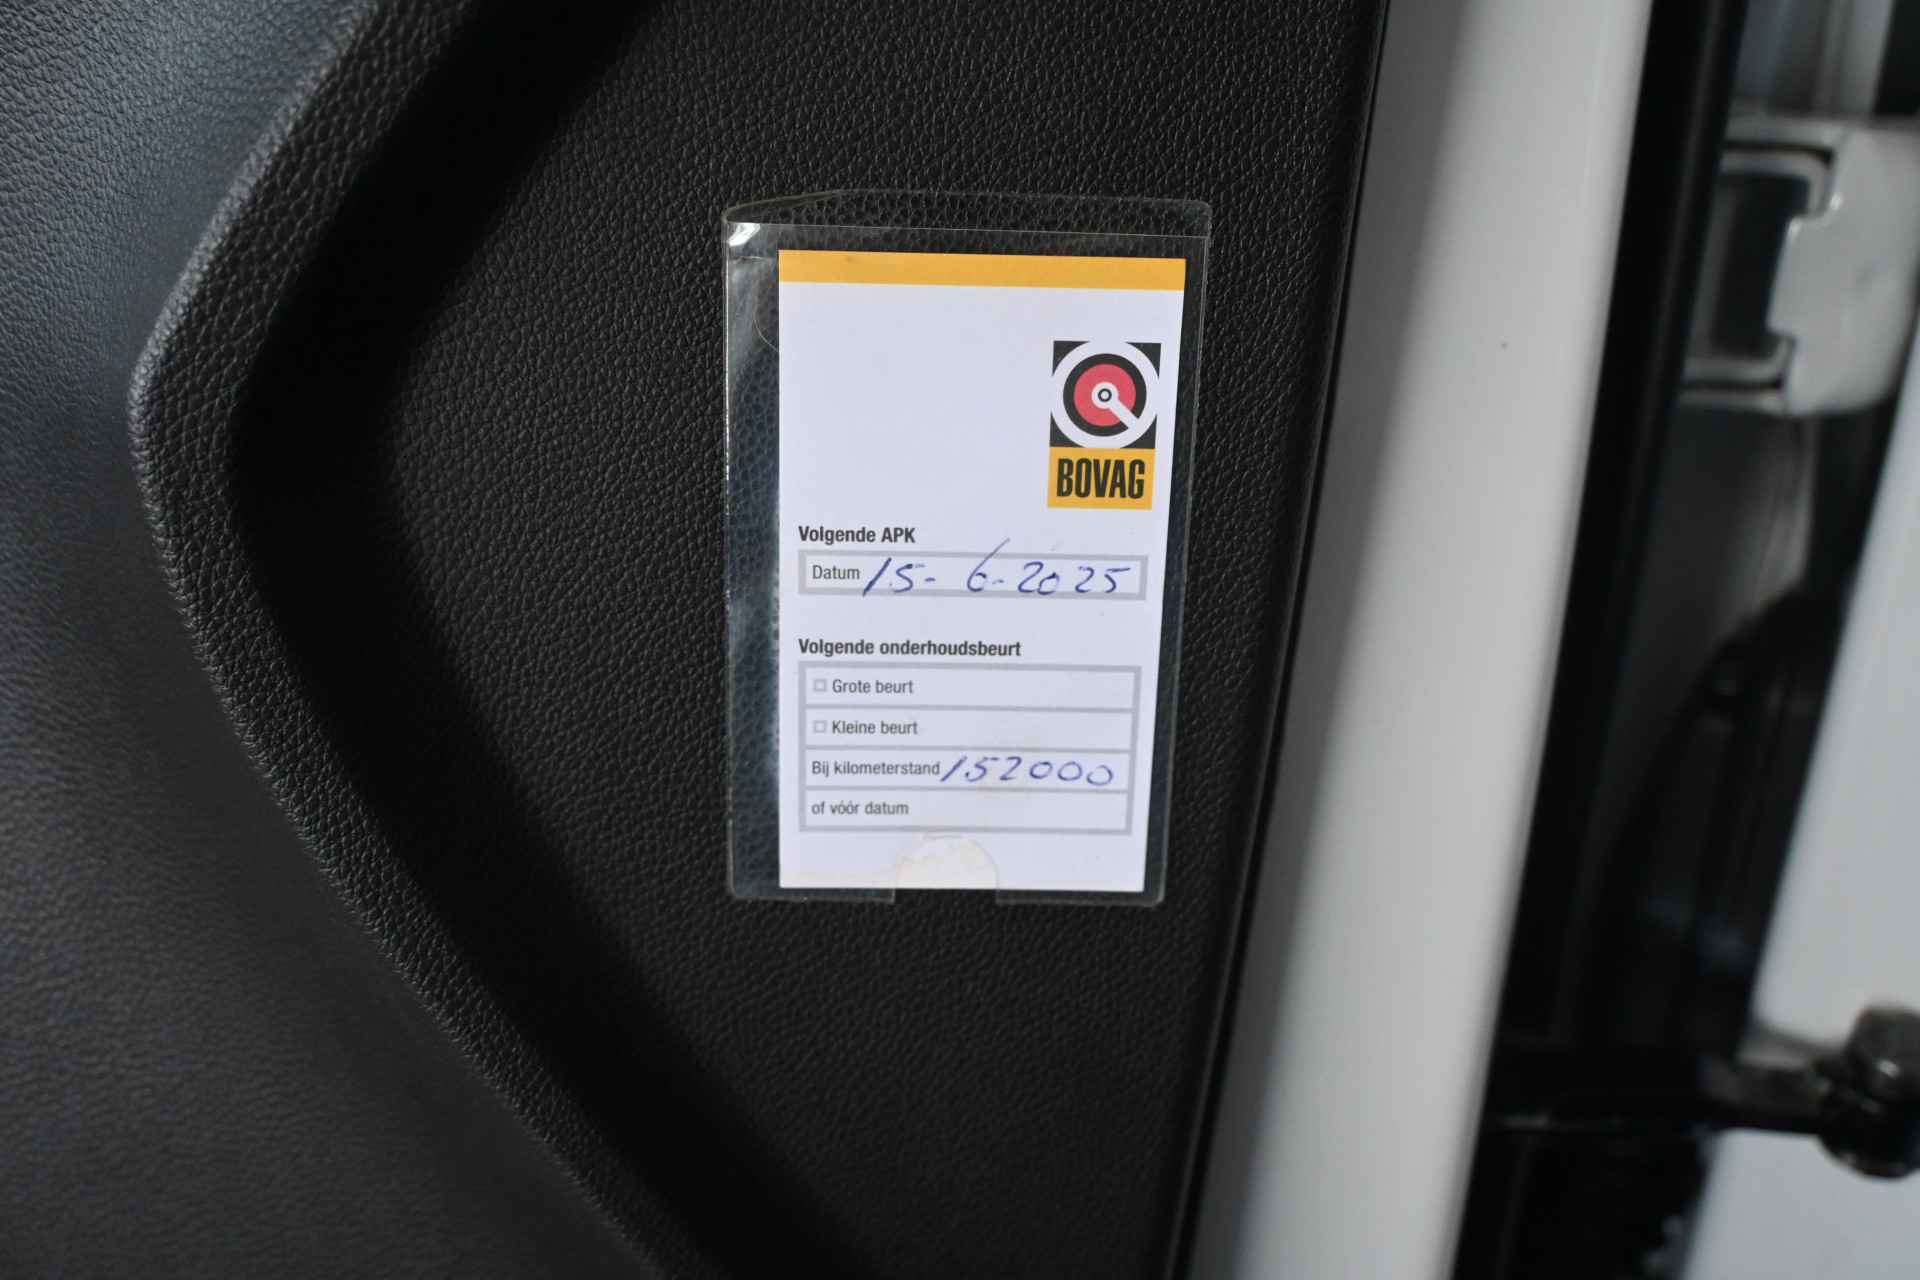 BOVAG
Volgende APK
Datum 15-6-2025
Volgende onderhoudsbeurt
Grote beurt
Kleine beurt
Bij kilometerstand 152000
of vóór datum